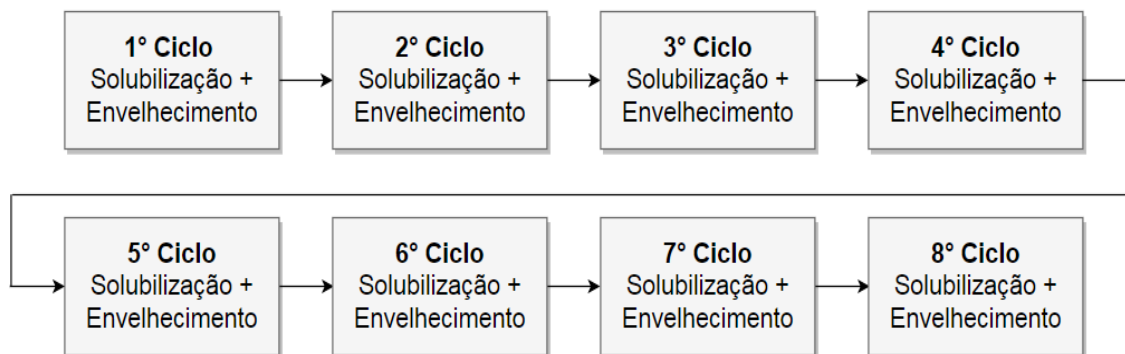 1° Ciclo
Solubilização +
Envelhecimento
2° Ciclo
Solubilização +
Envelhecimento
3° Ciclo
Solubilização +
Envelhecimento
4° Ciclo
Solubilização +
Envelhecimento
5° Ciclo
Solubilização +
Envelhecimento
6° Ciclo
Solubilização +
Envelhecimento
7° Ciclo
Solubilização +
Envelhecimento
8° Ciclo
Solubilização +
Envelhecimento